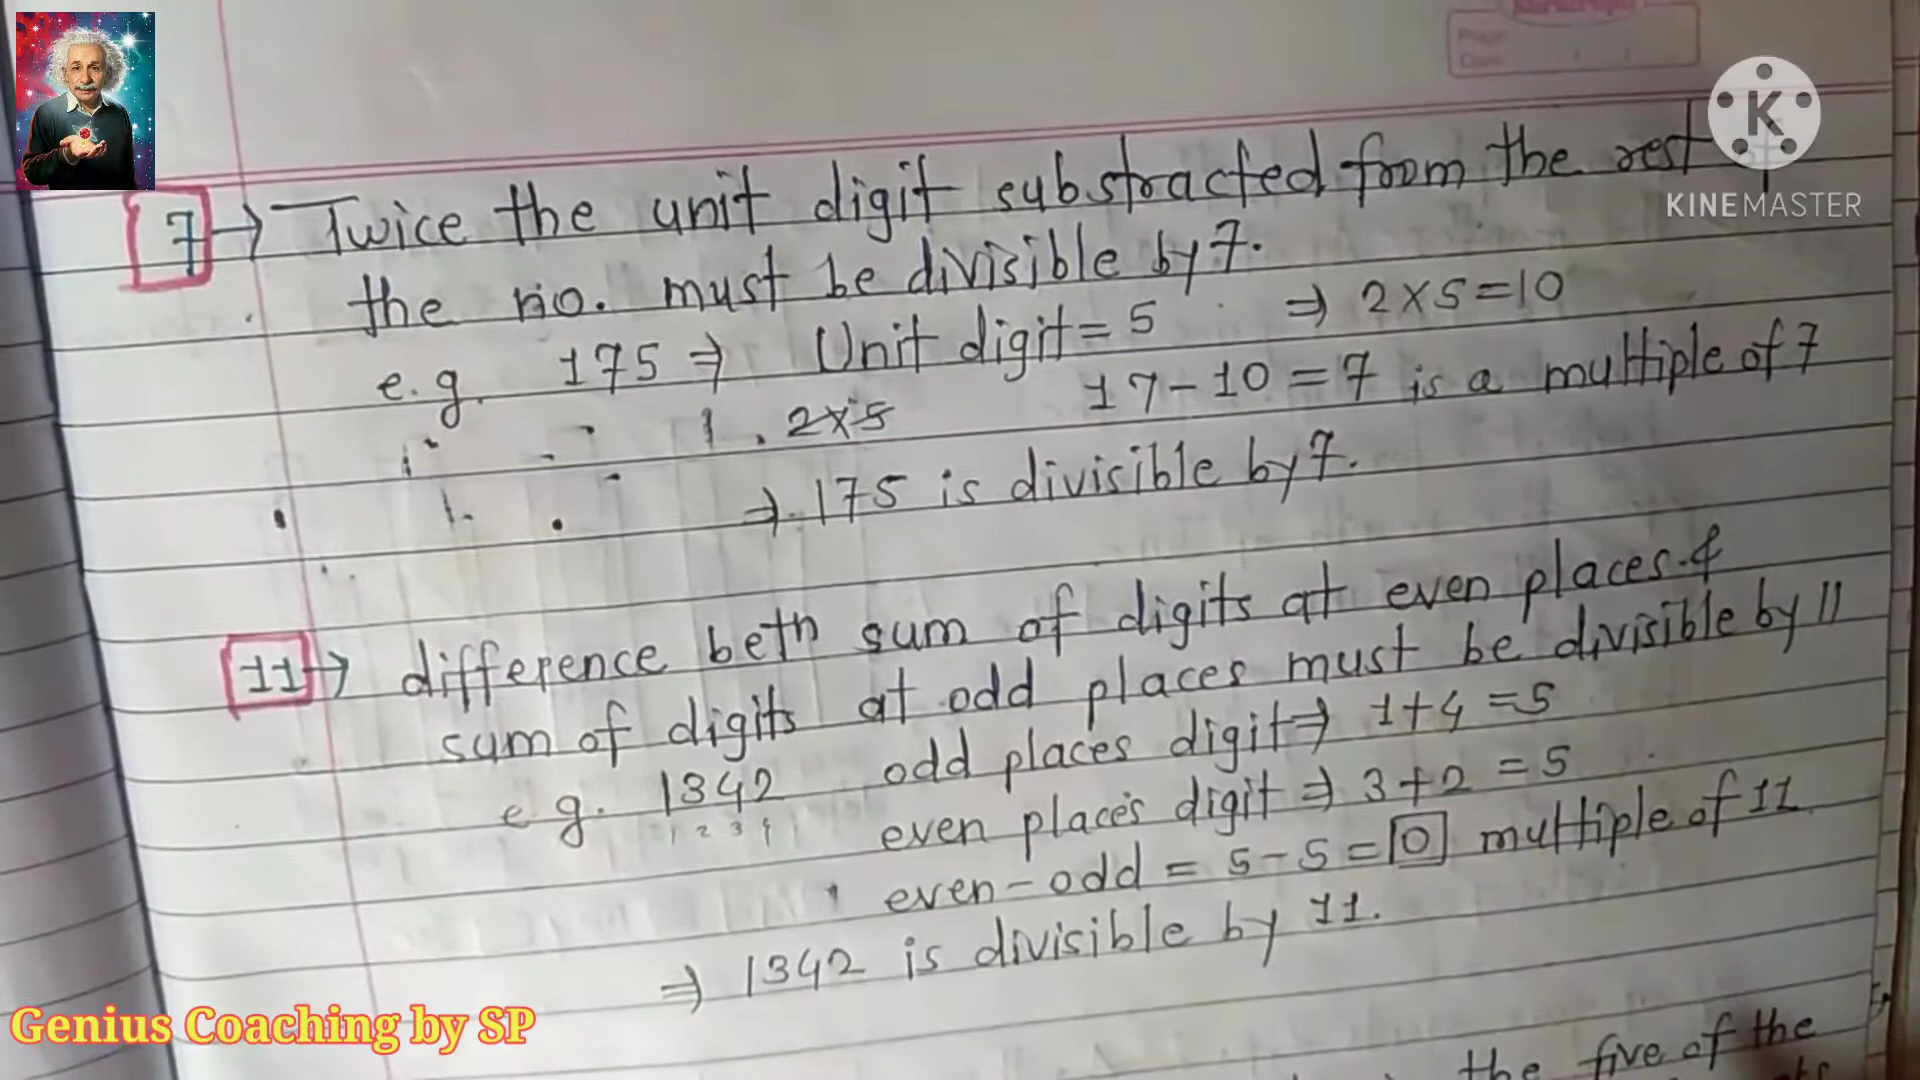 Page:
Date:
K
KINEMASTER
7 → Twice the unit digit substracted from the rest of
the no. must be divisible by 7.
e.g. 175 ⇒ Unit digit = 5 ⇒ 2×5=10
1 . 2×5 17-10 = 7 is a multiple of 7
⇒ 175 is divisible by 7.
11 → difference betn sum of digits at even places &
sum of digits at odd places must be divisible by 11
e.g. 1342 odd places digit ⇒ 1+4 =5
1 2 3 4 even places digit ⇒ 3+2 =5
even-odd = 5-5 = 0 multiple of 11
⇒ 1342 is divisible by 11.
Genius Coaching by SP
the five of the